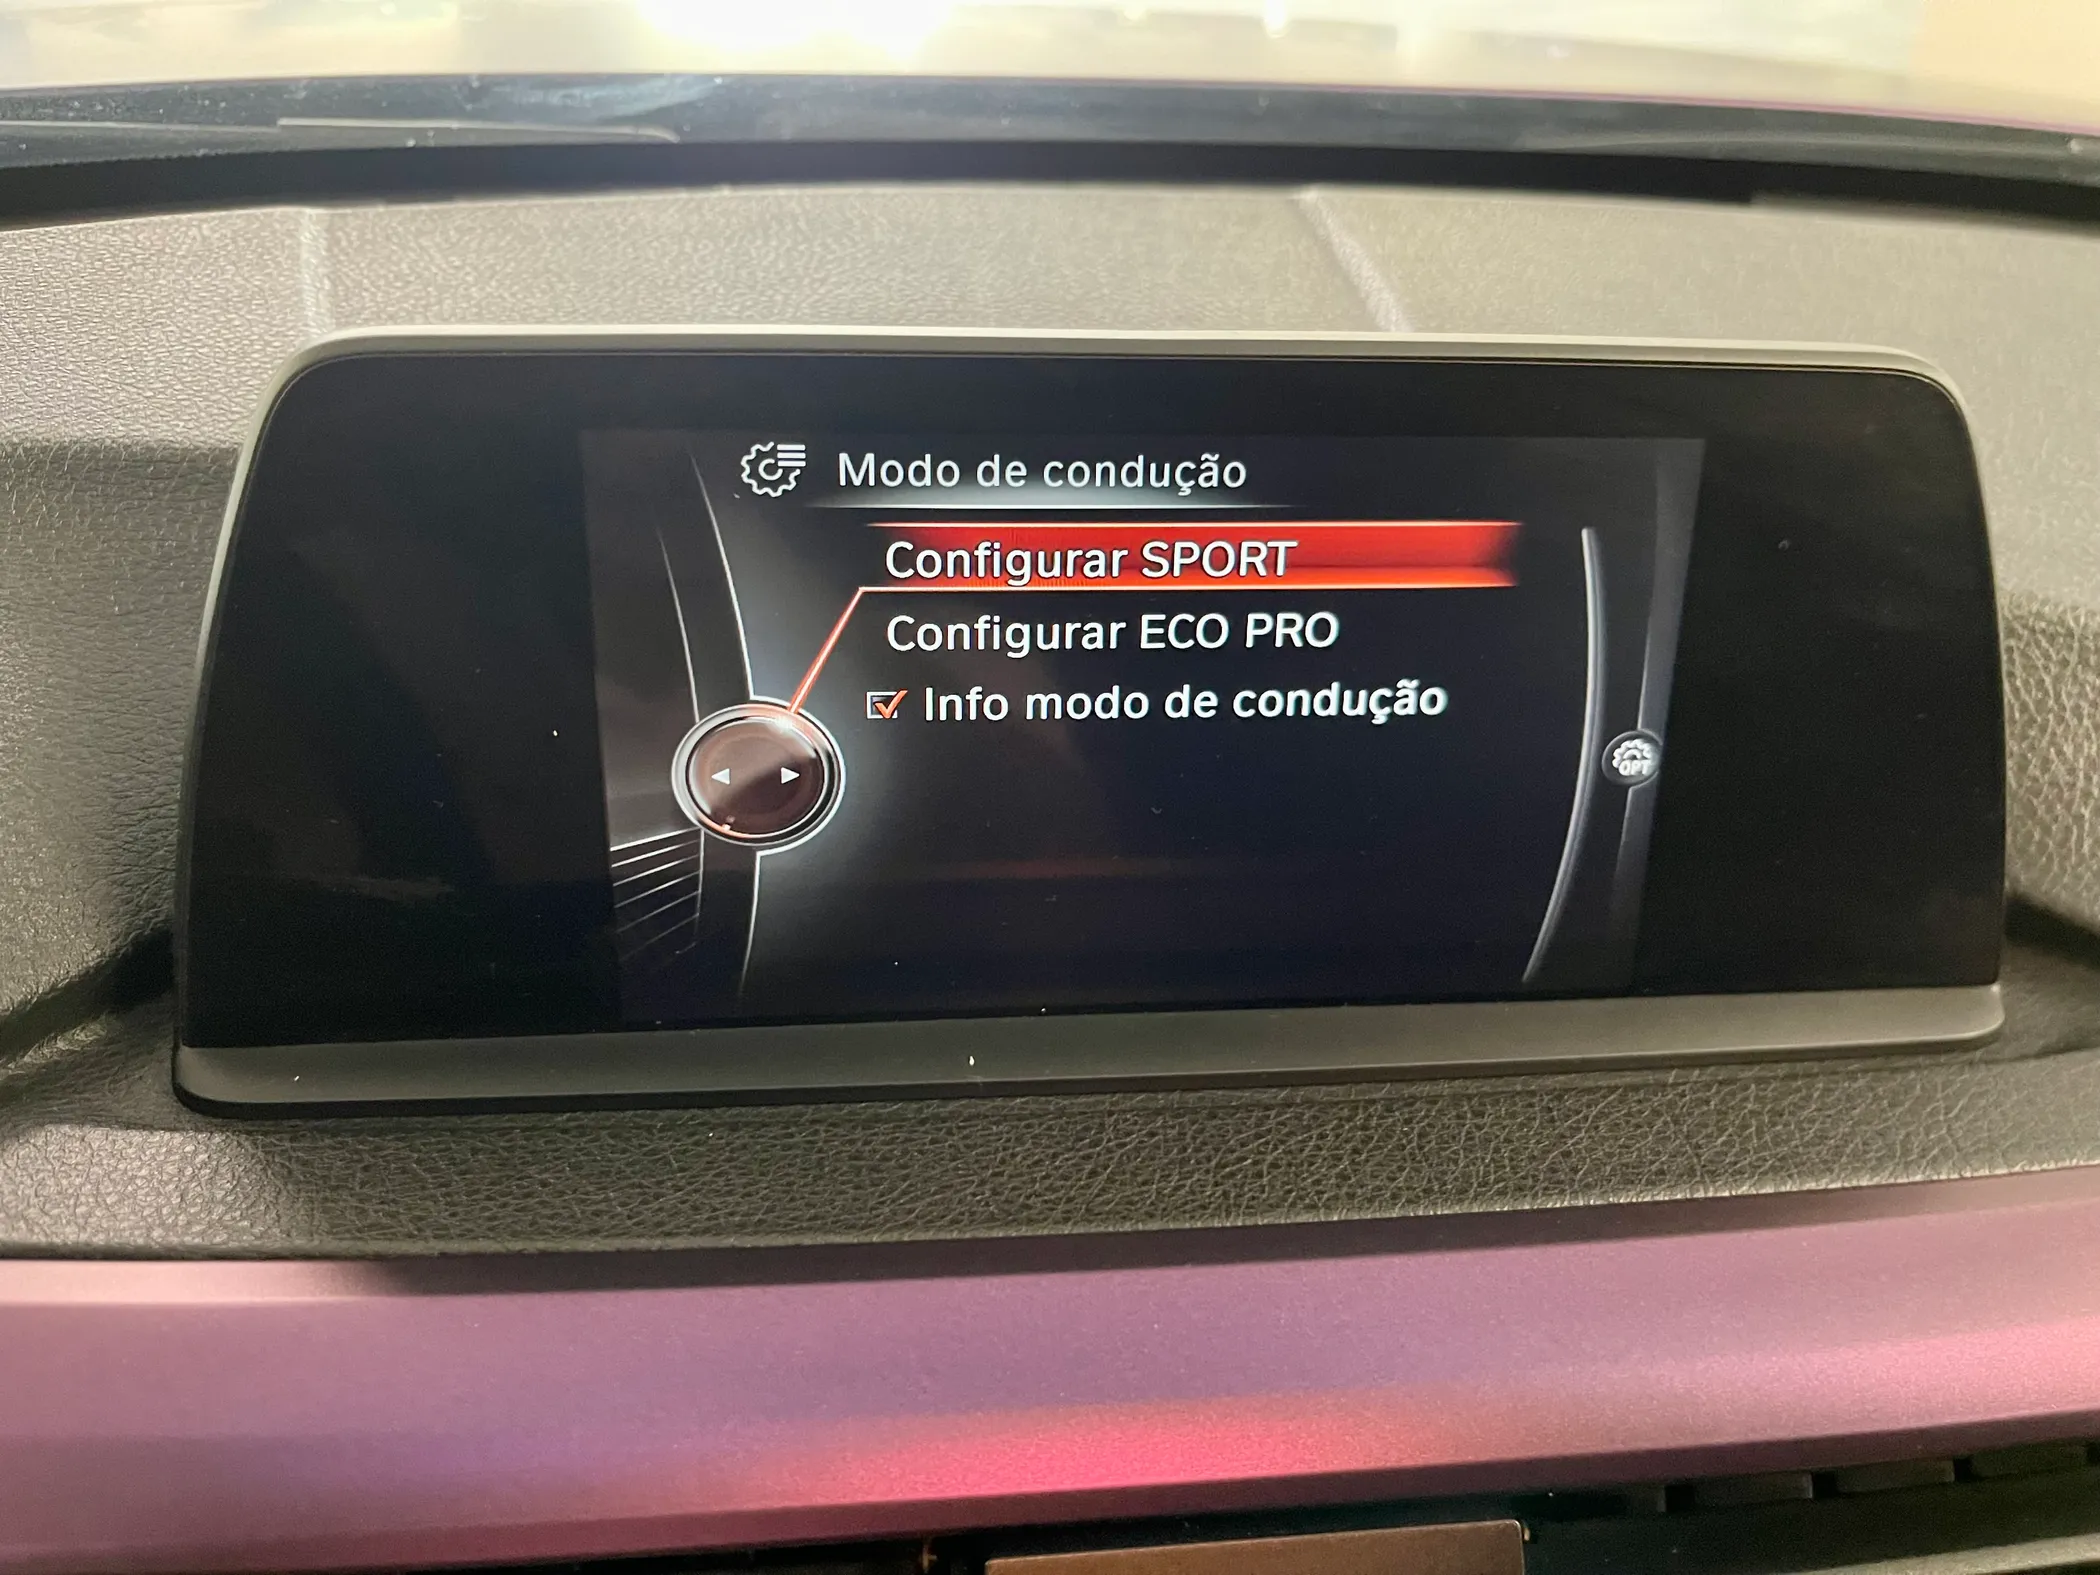 Modo de condução
Configurar SPORT
Configurar ECO PRO
Info modo de condução
OPT